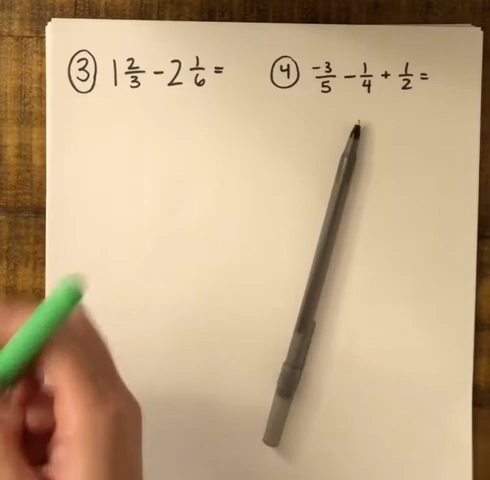 ③ 1 2/3 - 2 1/6 =
④ -3/5 - 1/4 + 1/2 =